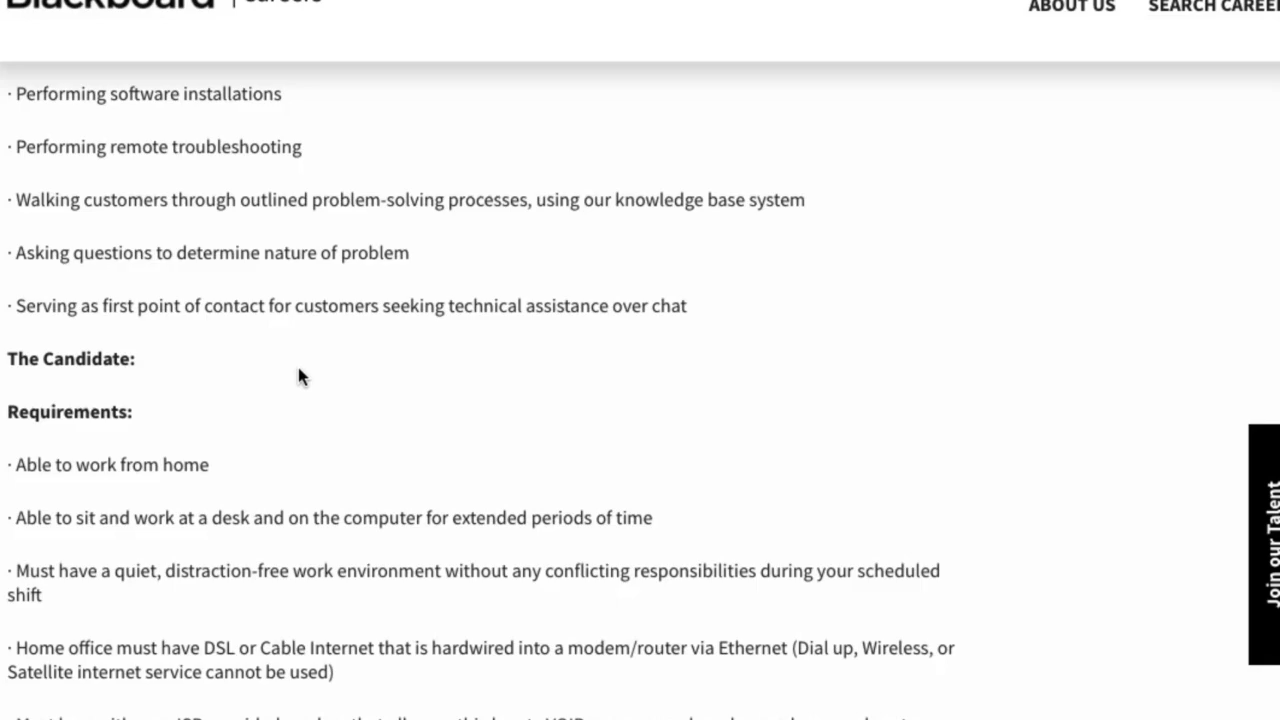 Blackboard | Careers
ABOUT US SEARCH CAREE
· Performing software installations
· Performing remote troubleshooting
· Walking customers through outlined problem-solving processes, using our knowledge base system
· Asking questions to determine nature of problem
· Serving as first point of contact for customers seeking technical assistance over chat
The Candidate:
Requirements:
· Able to work from home
· Able to sit and work at a desk and on the computer for extended periods of time
· Must have a quiet, distraction-free work environment without any conflicting responsibilities during your scheduled
shift
· Home office must have DSL or Cable Internet that is hardwired into a modem/router via Ethernet (Dial up, Wireless, or
Satellite internet service cannot be used)
Join our Talent